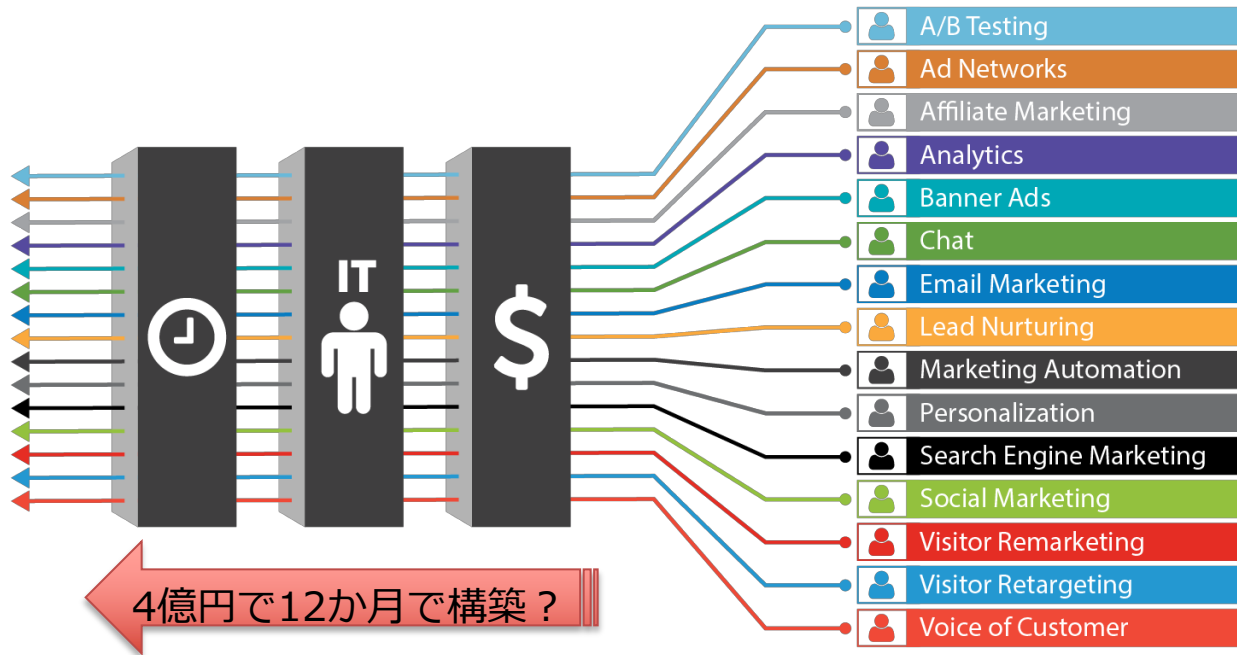 A/B Testing
Ad Networks
Affiliate Marketing
Analytics
Banner Ads
Chat
Email Marketing
Lead Nurturing
Marketing Automation
Personalization
Search Engine Marketing
Social Marketing
Visitor Remarketing
Visitor Retargeting
Voice of Customer
IT
$
4億円で12か月で構築？